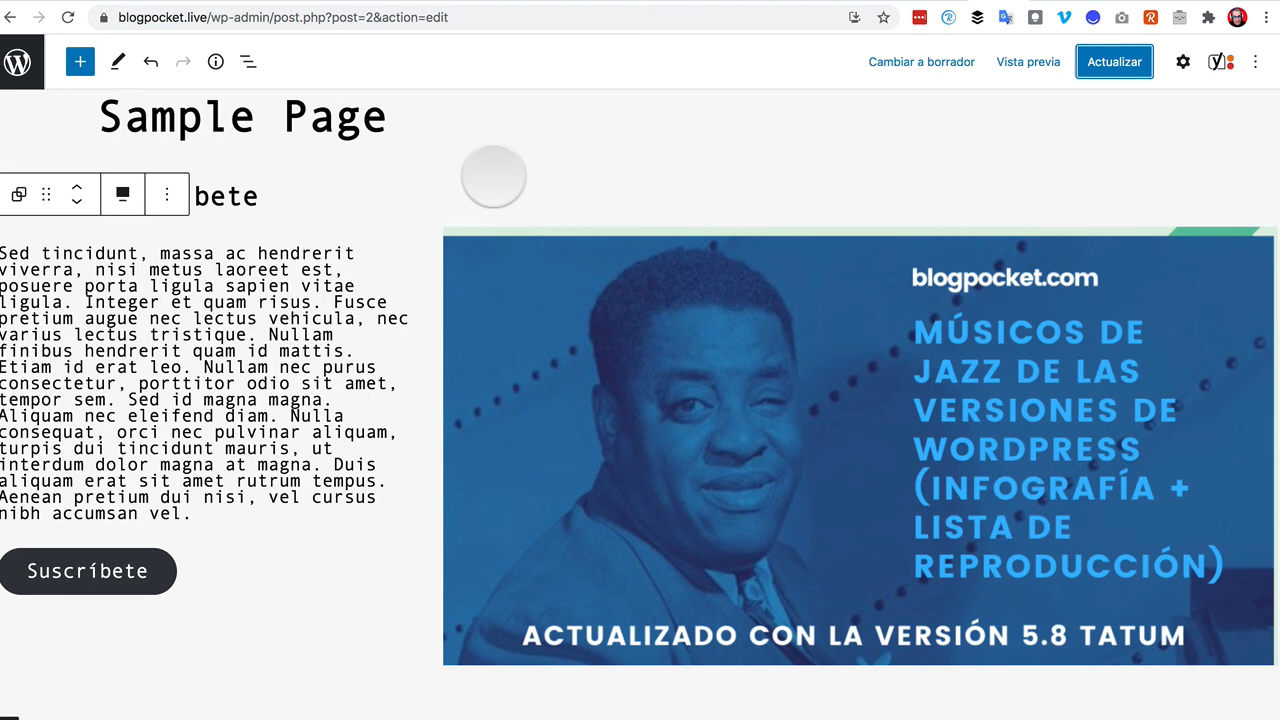 blogpocket.live/wp-admin/post.php?post=2&action=edit
Cambiar a borrador
Vista previa
Actualizar
Sample Page
bete
Sed tincidunt, massa ac hendrerit
viverra, nisi metus laoreet est,
posuere porta ligula sapien vitae
ligula. Integer et quam risus. Fusce
pretium augue nec lectus vehicula, nec
varius lectus tristique. Nullam
finibus hendrerit quam id mattis.
Etiam id erat leo. Nullam nec purus
consectetur, porttitor odio sit amet,
tempor sem. Sed id magna magna.
Aliquam nec eleifend diam. Nulla
consequat, orci nec pulvinar aliquam,
turpis dui tincidunt mauris, ut
interdum dolor magna at magna. Duis
aliquam erat sit amet rutrum tempus.
Aenean pretium dui nisi, vel cursus
nibh accumsan vel.
Suscríbete
blogpocket.com
MÚSICOS DE
JAZZ DE LAS
VERSIONES DE
WORDPRESS
(INFOGRAFÍA +
LISTA DE
REPRODUCCIÓN)
ACTUALIZADO CON LA VERSIÓN 5.8 TATUM